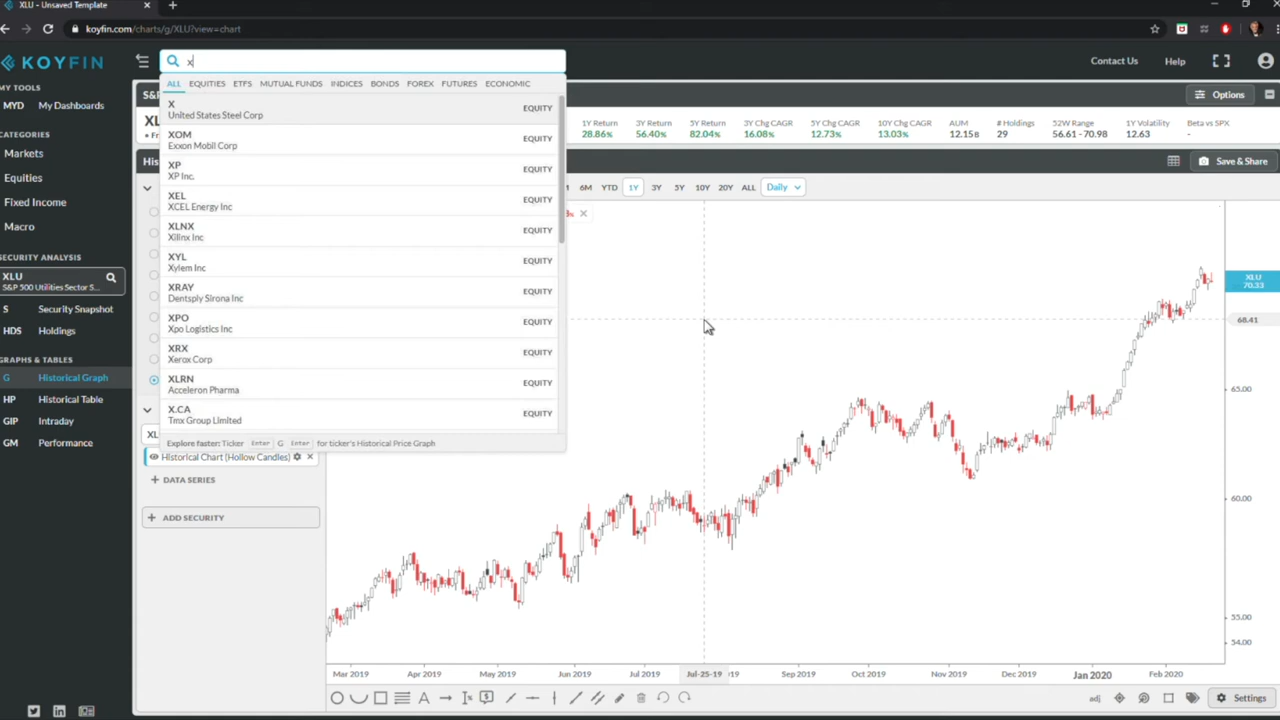 XLU - Unsaved Template
koyfin.com/charts/g/XLU?view=chart
KOYFIN
x
Contact Us
Help
MY TOOLS
MYD My Dashboards
CATEGORIES
Markets
Equities
Fixed Income
Macro
SECURITY ANALYSIS
XLU
S&P 500 Utilities Sector S...
S Security Snapshot
HDS Holdings
GRAPHS & TABLES
G Historical Graph
HP Historical Table
GIP Intraday
GM Performance
ALL EQUITIES ETFS MUTUAL FUNDS INDICES BONDS FOREX FUTURES ECONOMIC
X EQUITY
United States Steel Corp
XOM EQUITY
Exxon Mobil Corp
XP EQUITY
XP Inc.
XEL EQUITY
XCEL Energy Inc
XLNX EQUITY
Xilinx Inc
XYL EQUITY
Xylem Inc
XRAY EQUITY
Dentsply Sirona Inc
XPO EQUITY
Xpo Logistics Inc
XRX EQUITY
Xerox Corp
XLRN EQUITY
Acceleron Pharma
X.CA EQUITY
Tmx Group Limited
Explore faster: Ticker Enter G Enter for ticker's Historical Price Graph
S&P
Options
XL
• Fr
1Y Return 3Y Return 5Y Return 3Y Chg CAGR 5Y Chg CAGR 10Y Chg CAGR AUM # Holdings 52W Range 1Y Volatility Beta vs SPX
28.86% 56.40% 82.04% 16.08% 12.73% 13.03% 12.15B 29 56.61 - 70.98 12.63 -
His
Save & Share
6M YTD 1Y 3Y 5Y 10Y 20Y ALL Daily
XL
Historical Chart (Hollow Candles)
+ DATA SERIES
+ ADD SECURITY
XLU
70.33
68.41
65.00
60.00
55.00
54.00
Mar 2019 Apr 2019 May 2019 Jun 2019 Jul 2019 Jul-25-19 Sep 2019 Oct 2019 Nov 2019 Dec 2019 Jan 2020 Feb 2020
A
adj
Settings